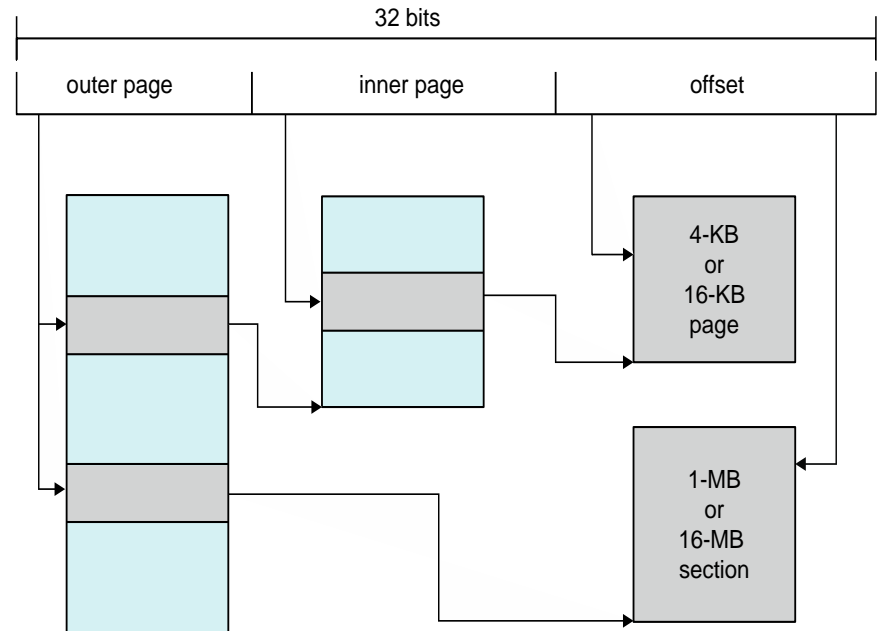 32 bits
outer page
inner page
offset
4-KB
or
16-KB
page
1-MB
or
16-MB
section